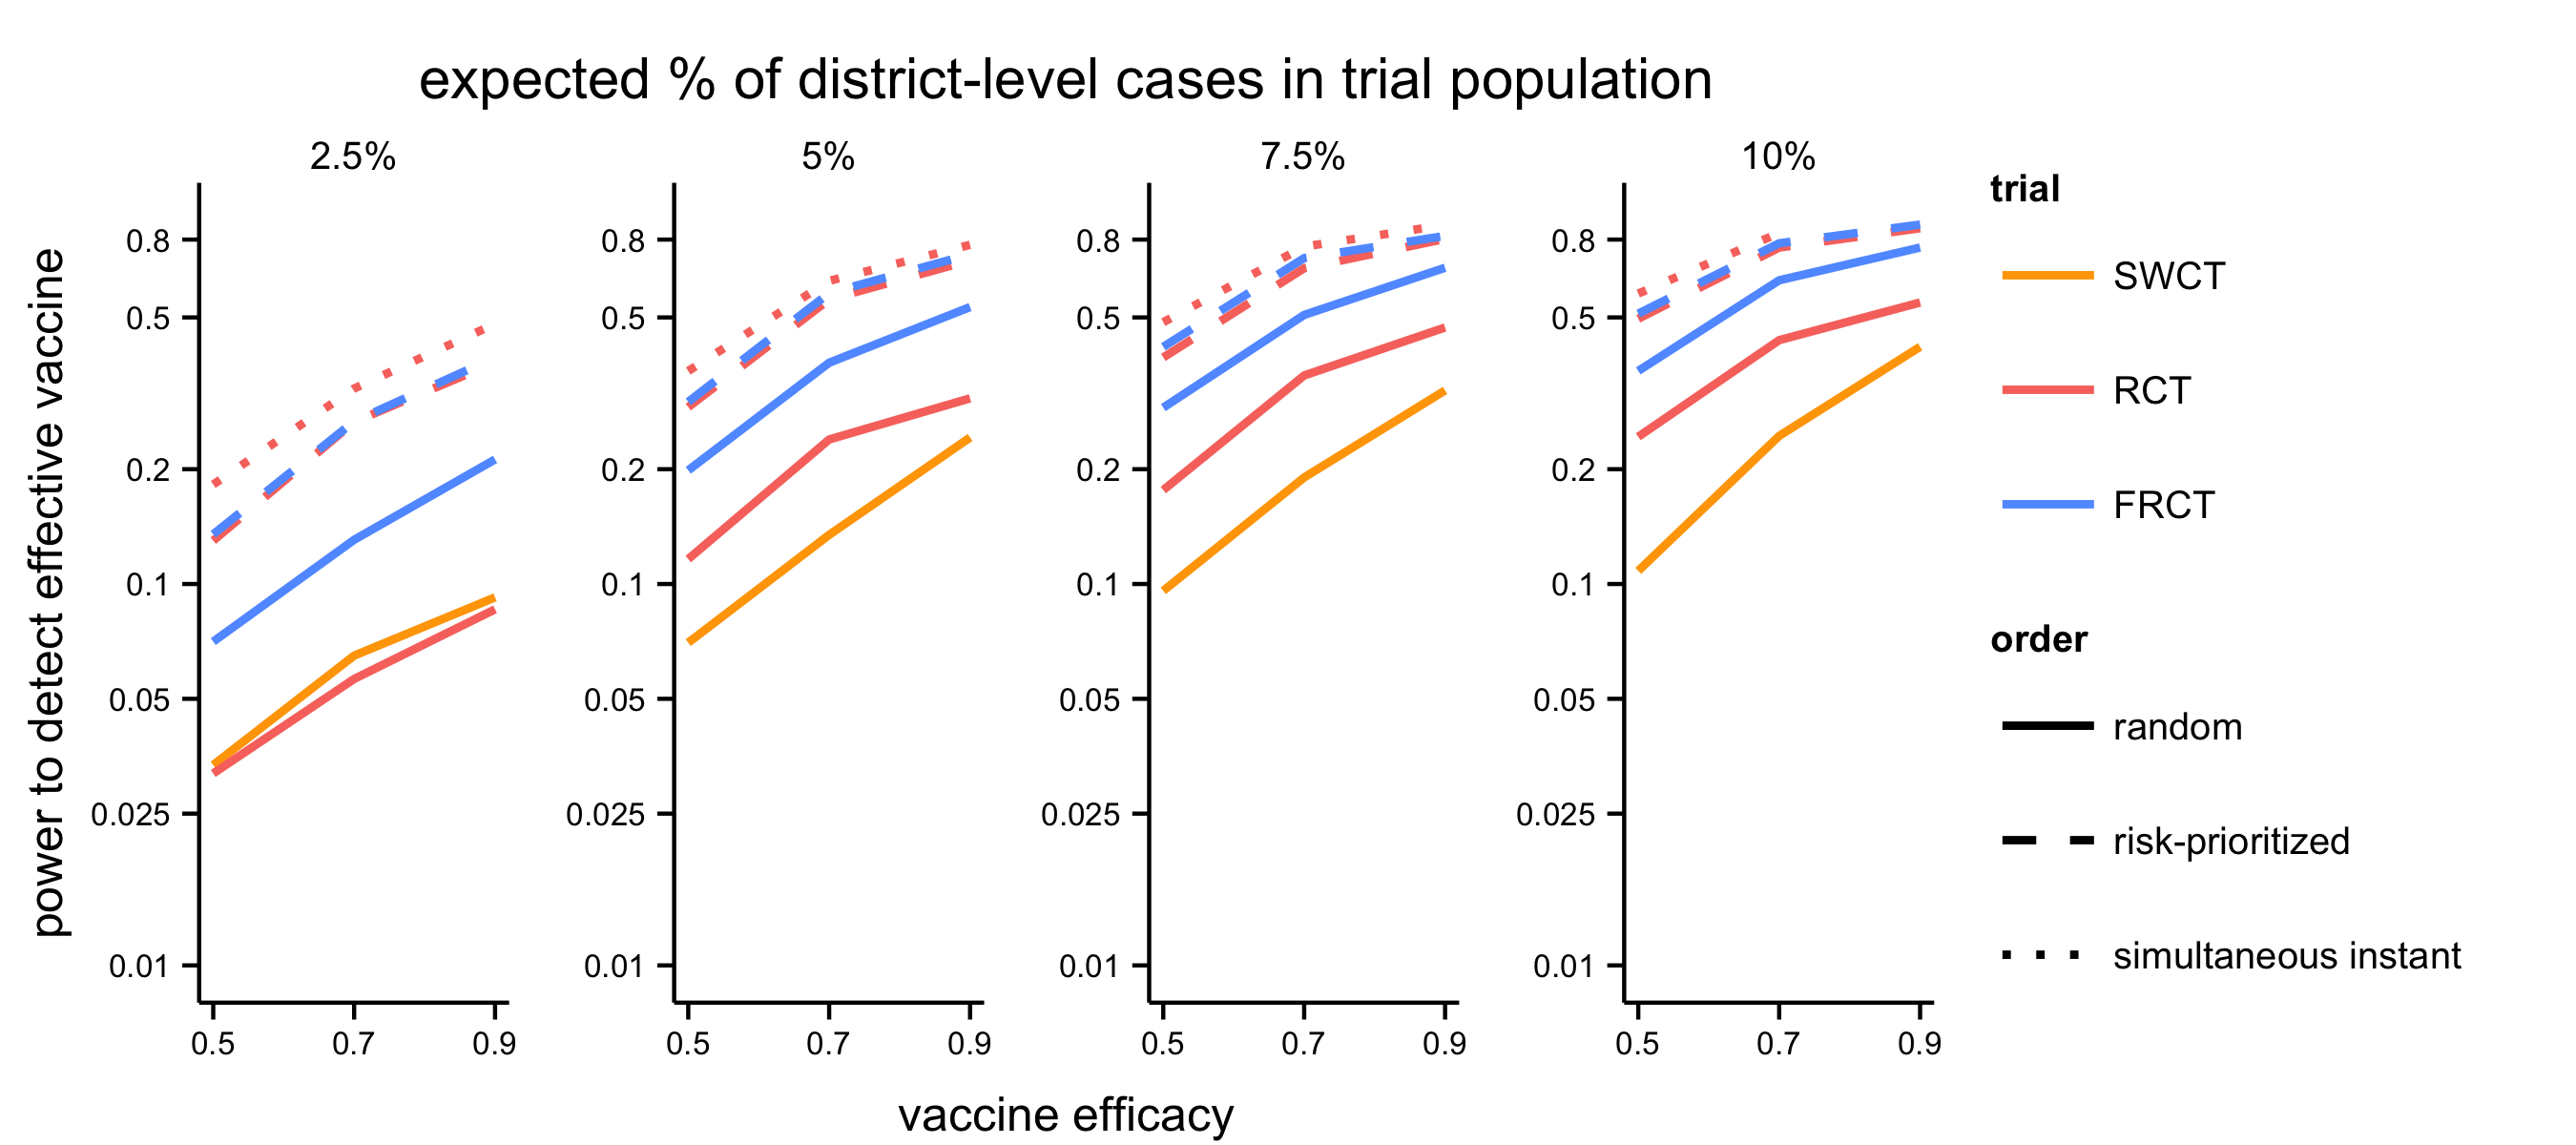 expected % of district-level cases in trial population
2.5% 5% 7.5% 10%
power to detect effective vaccine
0.8 0.8 0.8 0.8
0.5 0.5 0.5 0.5
0.2 0.2 0.2 0.2
0.1 0.1 0.1 0.1
0.05 0.05 0.05 0.05
0.025 0.025 0.025 0.025
0.01 0.01 0.01 0.01
0.5 0.7 0.9 0.5 0.7 0.9 0.5 0.7 0.9 0.5 0.7 0.9
vaccine efficacy
trial
SWCT
RCT
FRCT
order
random
risk-prioritized
simultaneous instant